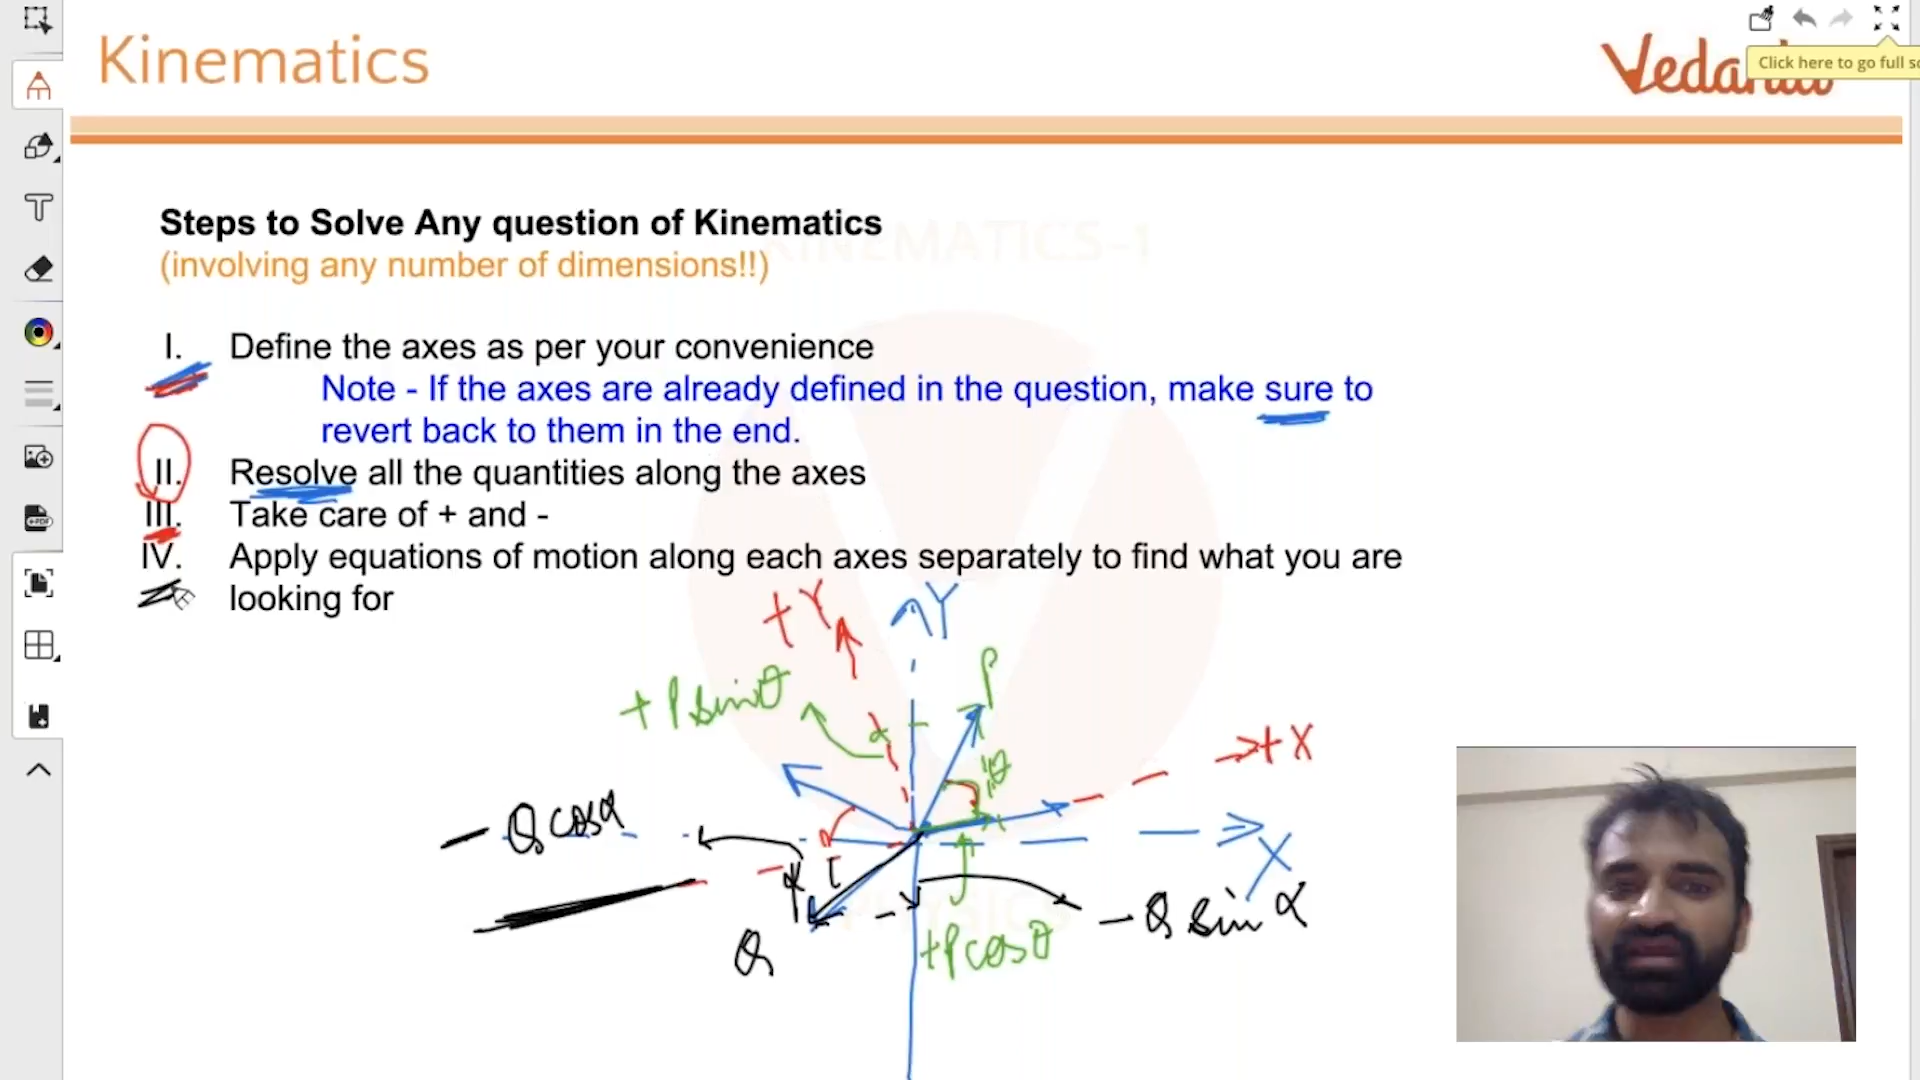 Kinematics
Click here to go full
Steps to Solve Any question of Kinematics
(involving any number of dimensions!!)
KINEMATICS-1
I. Define the axes as per your convenience
Note - If the axes are already defined in the question, make sure to
revert back to them in the end.
II. Resolve all the quantities along the axes
III. Take care of + and -
IV. Apply equations of motion along each axes separately to find what you are
looking for
+Y
Y
P
+ P sinθ
α
θ
+X
- Q cosα
X
α
PHYSICS
- Q sin α
Q
+P cosθ